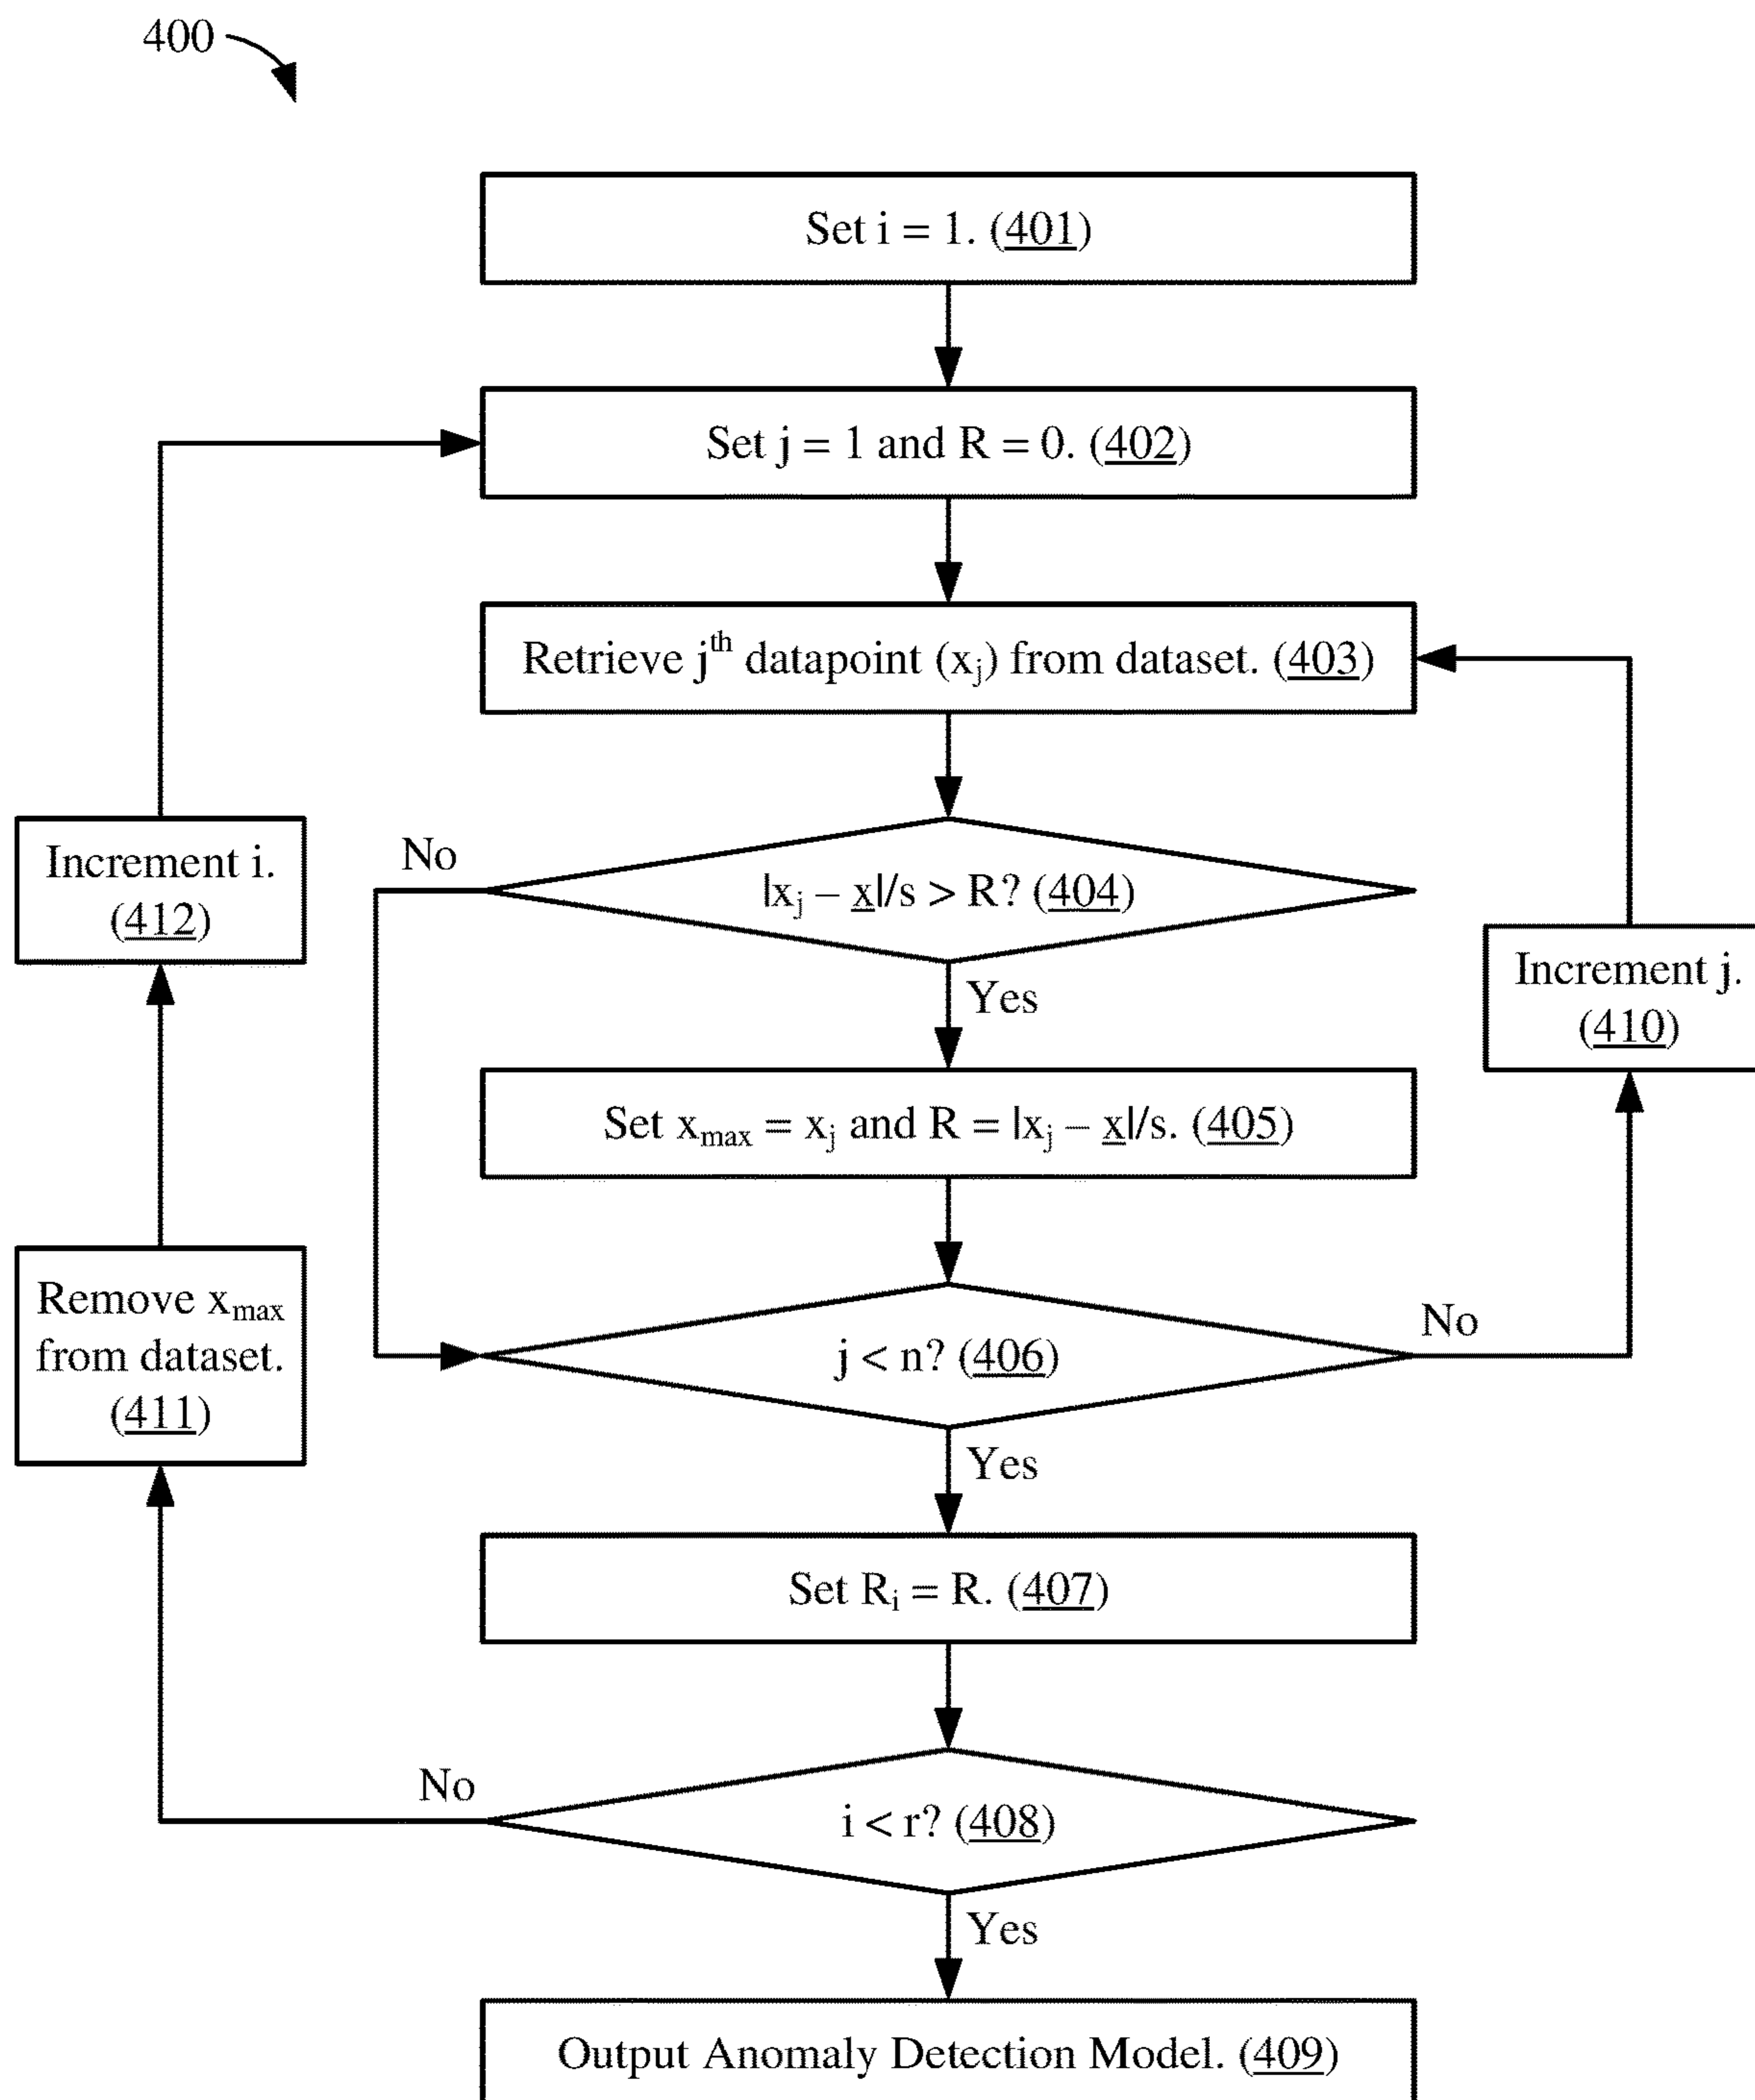 400
Set i = 1. (401)
Set j = 1 and R = 0. (402)
Retrieve jth datapoint (xj) from dataset. (403)
Increment i.
(412)
No
|xj – x|/s > R? (404)
Yes
Increment j.
(410)
Set xmax = xj and R = |xj – x|/s. (405)
Remove xmax
from dataset.
(411)
j < n? (406)
No
Yes
Set Ri = R. (407)
No
i < r? (408)
Yes
Output Anomaly Detection Model. (409)